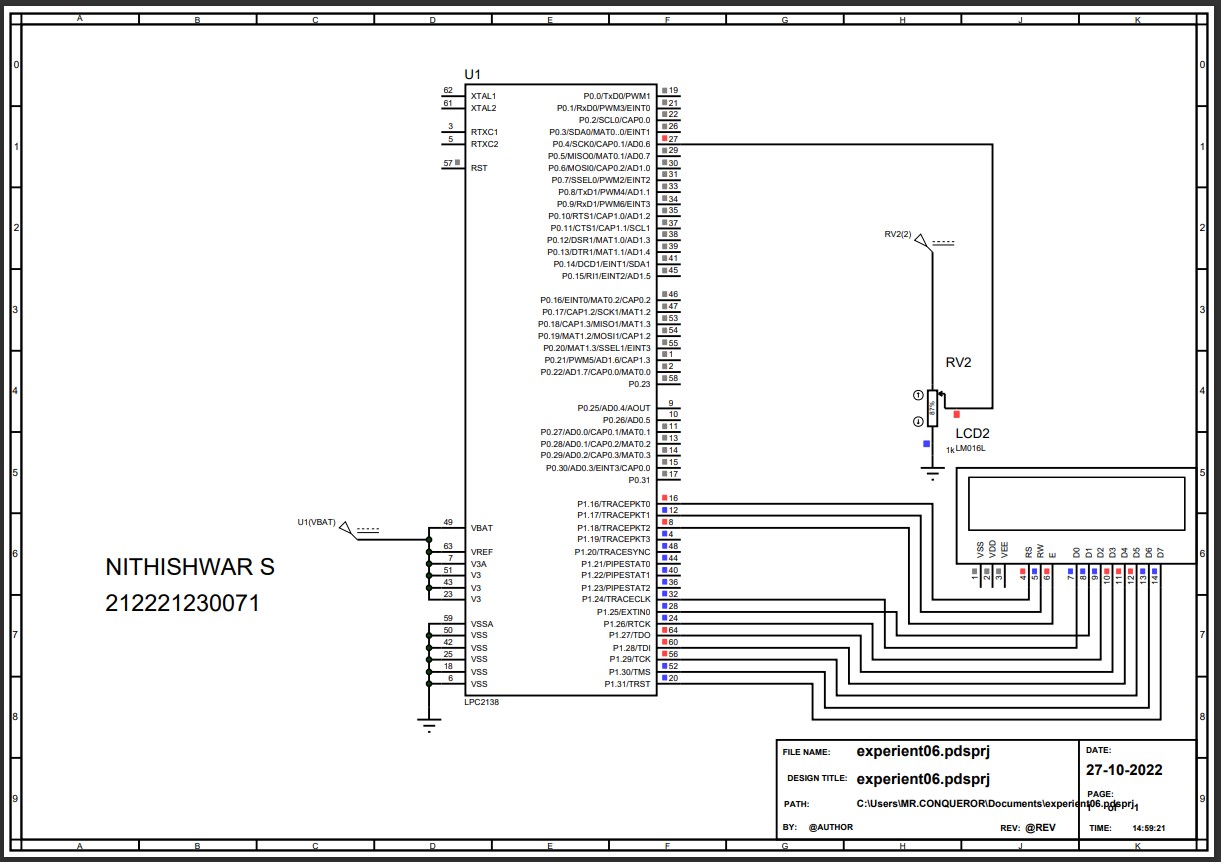 A B C D E F G H J K
0 0
1 1
2 2
3 3
4 4
5 5
6 6
7 7
8 8
9 9
U1
62 XTAL1
61 XTAL2
3 RTXC1
5 RTXC2
57 RST
49 VBAT
63 VREF
7 V3A
51 V3
43 V3
23 V3
59 VSSA
50 VSS
42 VSS
25 VSS
18 VSS
6 VSS
P0.0/TxD0/PWM1 19
P0.1/RxD0/PWM3/EINT0 21
P0.2/SCL0/CAP0.0 22
P0.3/SDA0/MAT0..0/EINT1 26
P0.4/SCK0/CAP0.1/AD0.6 27
P0.5/MISO0/MAT0.1/AD0.7 29
P0.6/MOSI0/CAP0.2/AD1.0 30
P0.7/SSEL0/PWM2/EINT2 31
P0.8/TxD1/PWM4/AD1.1 33
P0.9/RxD1/PWM6/EINT3 34
P0.10/RTS1/CAP1.0/AD1.2 35
P0.11/CTS1/CAP1.1/SCL1 37
P0.12/DSR1/MAT1.0/AD1.3 38
P0.13/DTR1/MAT1.1/AD1.4 39
P0.14/DCD1/EINT1/SDA1 41
P0.15/RI1/EINT2/AD1.5 45
P0.16/EINT0/MAT0.2/CAP0.2 46
P0.17/CAP1.2/SCK1/MAT1.2 47
P0.18/CAP1.3/MISO1/MAT1.3 53
P0.19/MAT1.2/MOSI1/CAP1.2 54
P0.20/MAT1.3/SSEL1/EINT3 55
P0.21/PWM5/AD1.6/CAP1.3 1
P0.22/AD1.7/CAP0.0/MAT0.0 2
P0.23 58
P0.25/AD0.4/AOUT 9
P0.26/AD0.5 10
P0.27/AD0.0/CAP0.1/MAT0.1 11
P0.28/AD0.1/CAP0.2/MAT0.2 13
P0.29/AD0.2/CAP0.3/MAT0.3 14
P0.30/AD0.3/EINT3/CAP0.0 15
P0.31 17
P1.16/TRACEPKT0 16
P1.17/TRACEPKT1 12
P1.18/TRACEPKT2 8
P1.19/TRACEPKT3 4
P1.20/TRACESYNC 48
P1.21/PIPESTAT0 44
P1.22/PIPESTAT1 40
P1.23/PIPESTAT2 36
P1.24/TRACECLK 32
P1.25/EXTIN0 28
P1.26/RTCK 24
P1.27/TDO 64
P1.28/TDI 60
P1.29/TCK 56
P1.30/TMS 52
P1.31/TRST 20
LPC2138
U1(VBAT)
NITHISHWAR S
212221230071
RV2(2)
RV2
87%
1k
LCD2
LM016L
VSS VDD VEE RS RW E D0 D1 D2 D3 D4 D5 D6 D7
1 2 3 4 5 6 7 8 9 10 11 12 13 14
FILE NAME: experient06.pdsprj
DESIGN TITLE: experient06.pdsprj
PATH: C:\Users\MR.CONQUEROR\Documents\experient06.pdsprj
BY: @AUTHOR REV: @REV
DATE:
27-10-2022
PAGE:
1 of 1
TIME: 14:59:21
A B C D E F G H J K